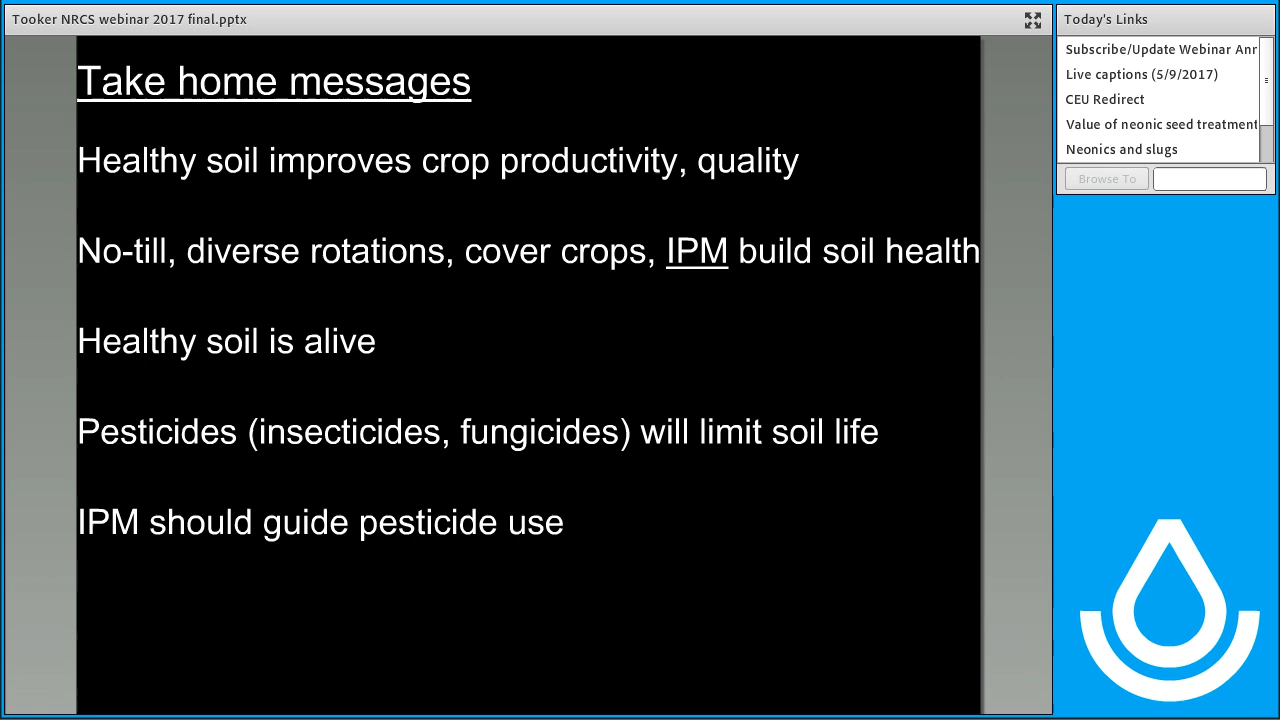 Tooker NRCS webinar 2017 final.pptx
Take home messages
Healthy soil improves crop productivity, quality
No-till, diverse rotations, cover crops, IPM build soil health
Healthy soil is alive
Pesticides (insecticides, fungicides) will limit soil life
IPM should guide pesticide use
Today's Links
Subscribe/Update Webinar Anr
Live captions (5/9/2017)
CEU Redirect
Value of neonic seed treatment
Neonics and slugs
Browse To